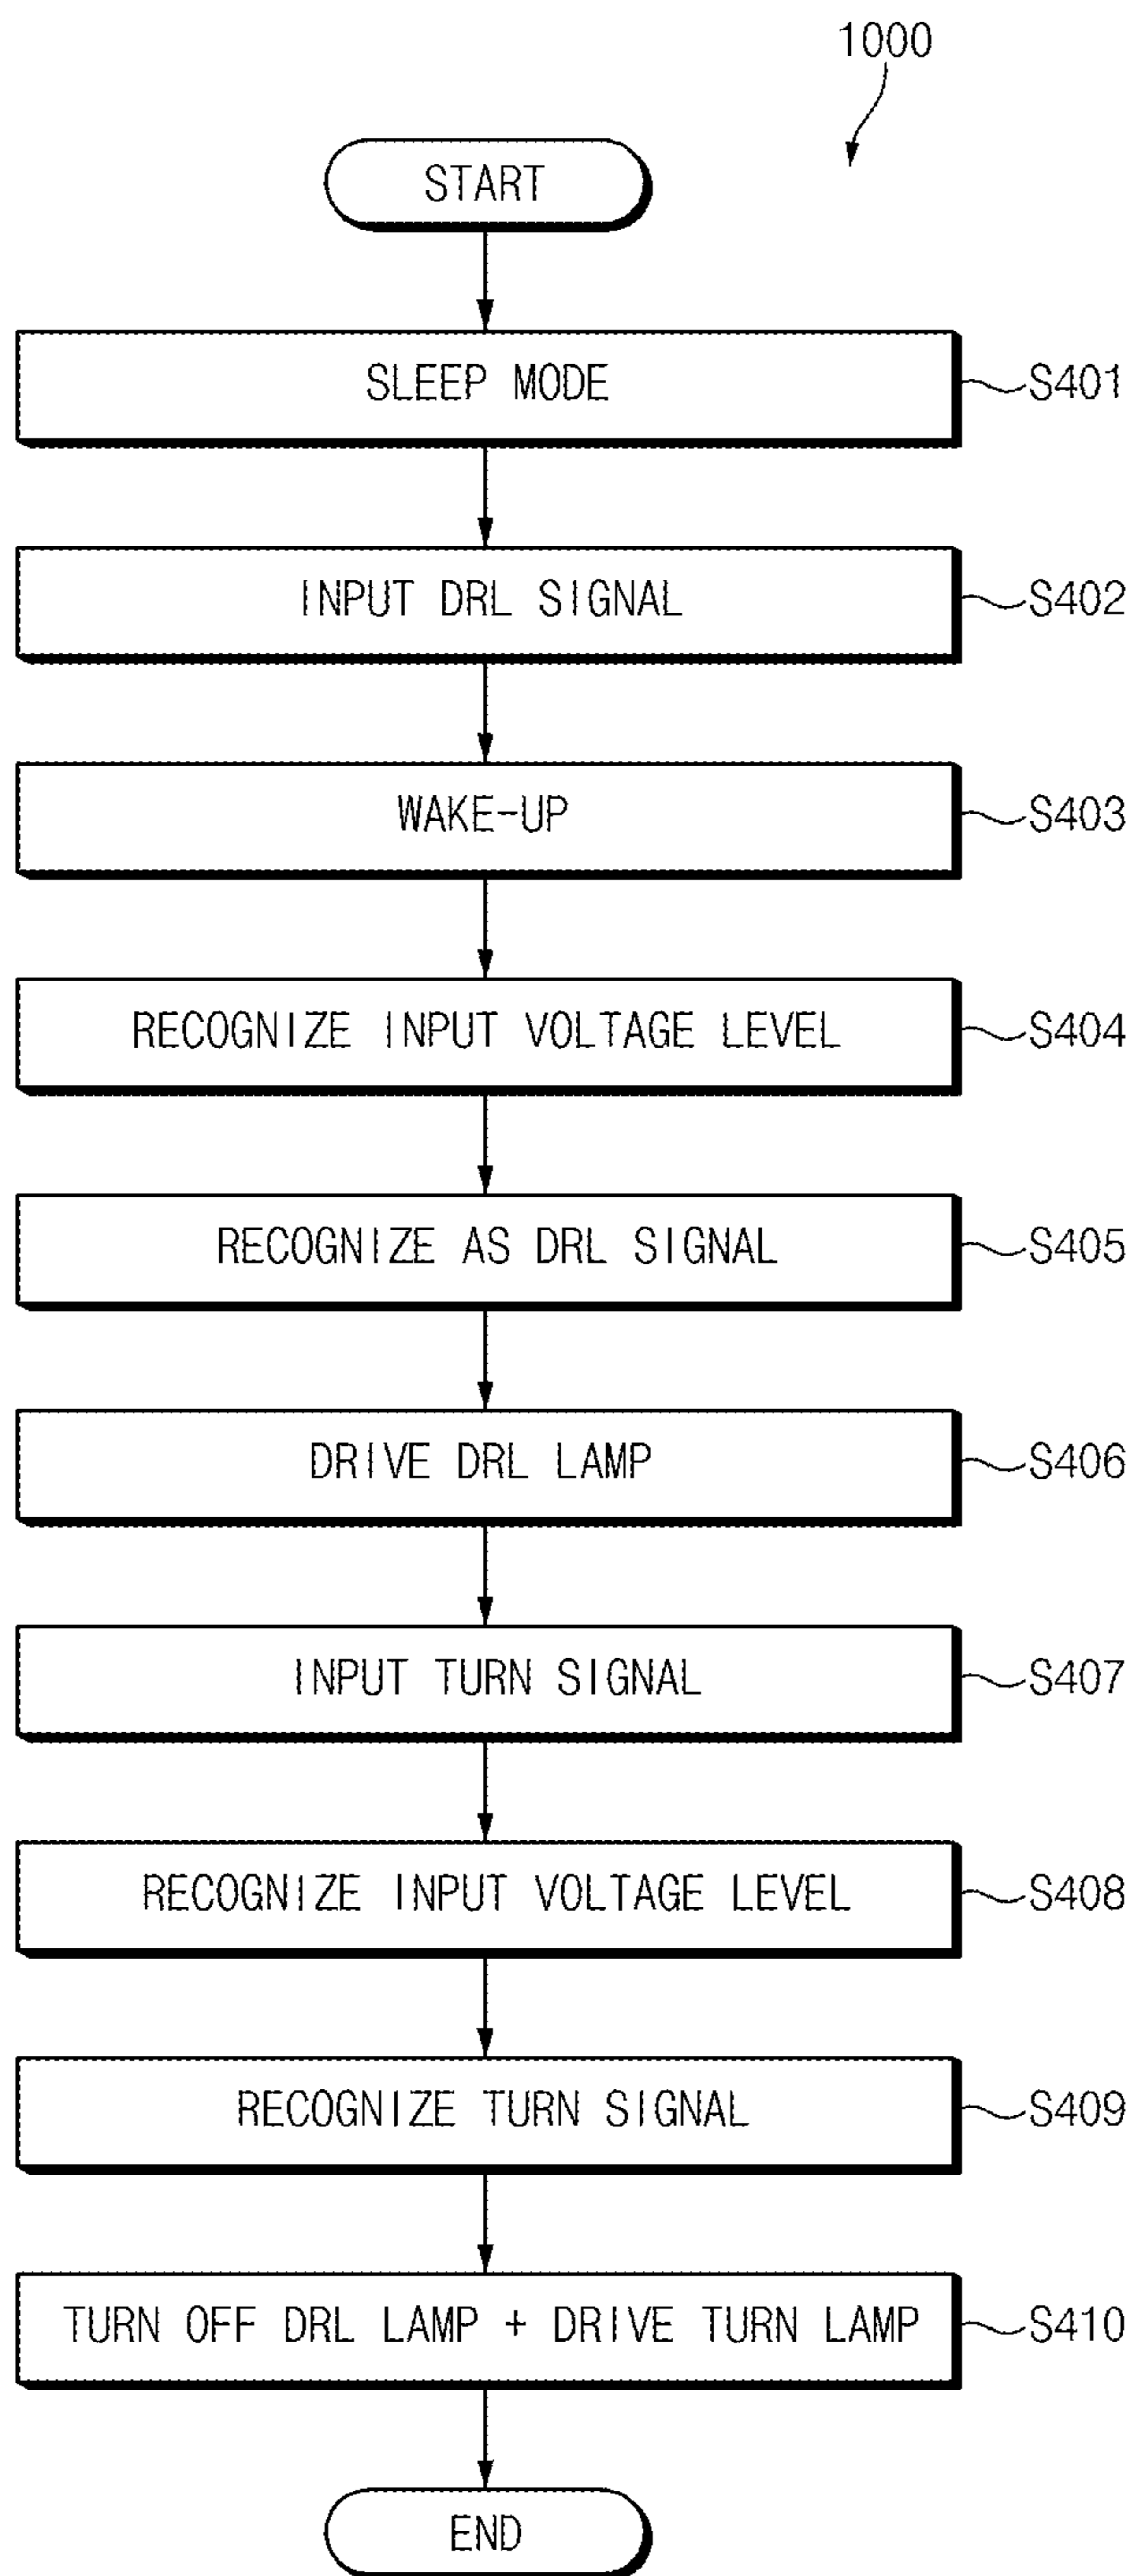 1000
START
SLEEP MODE
S401
INPUT DRL SIGNAL
S402
WAKE-UP
S403
RECOGNIZE INPUT VOLTAGE LEVEL
S404
RECOGNIZE AS DRL SIGNAL
S405
DRIVE DRL LAMP
S406
INPUT TURN SIGNAL
S407
RECOGNIZE INPUT VOLTAGE LEVEL
S408
RECOGNIZE TURN SIGNAL
S409
TURN OFF DRL LAMP + DRIVE TURN LAMP
S410
END